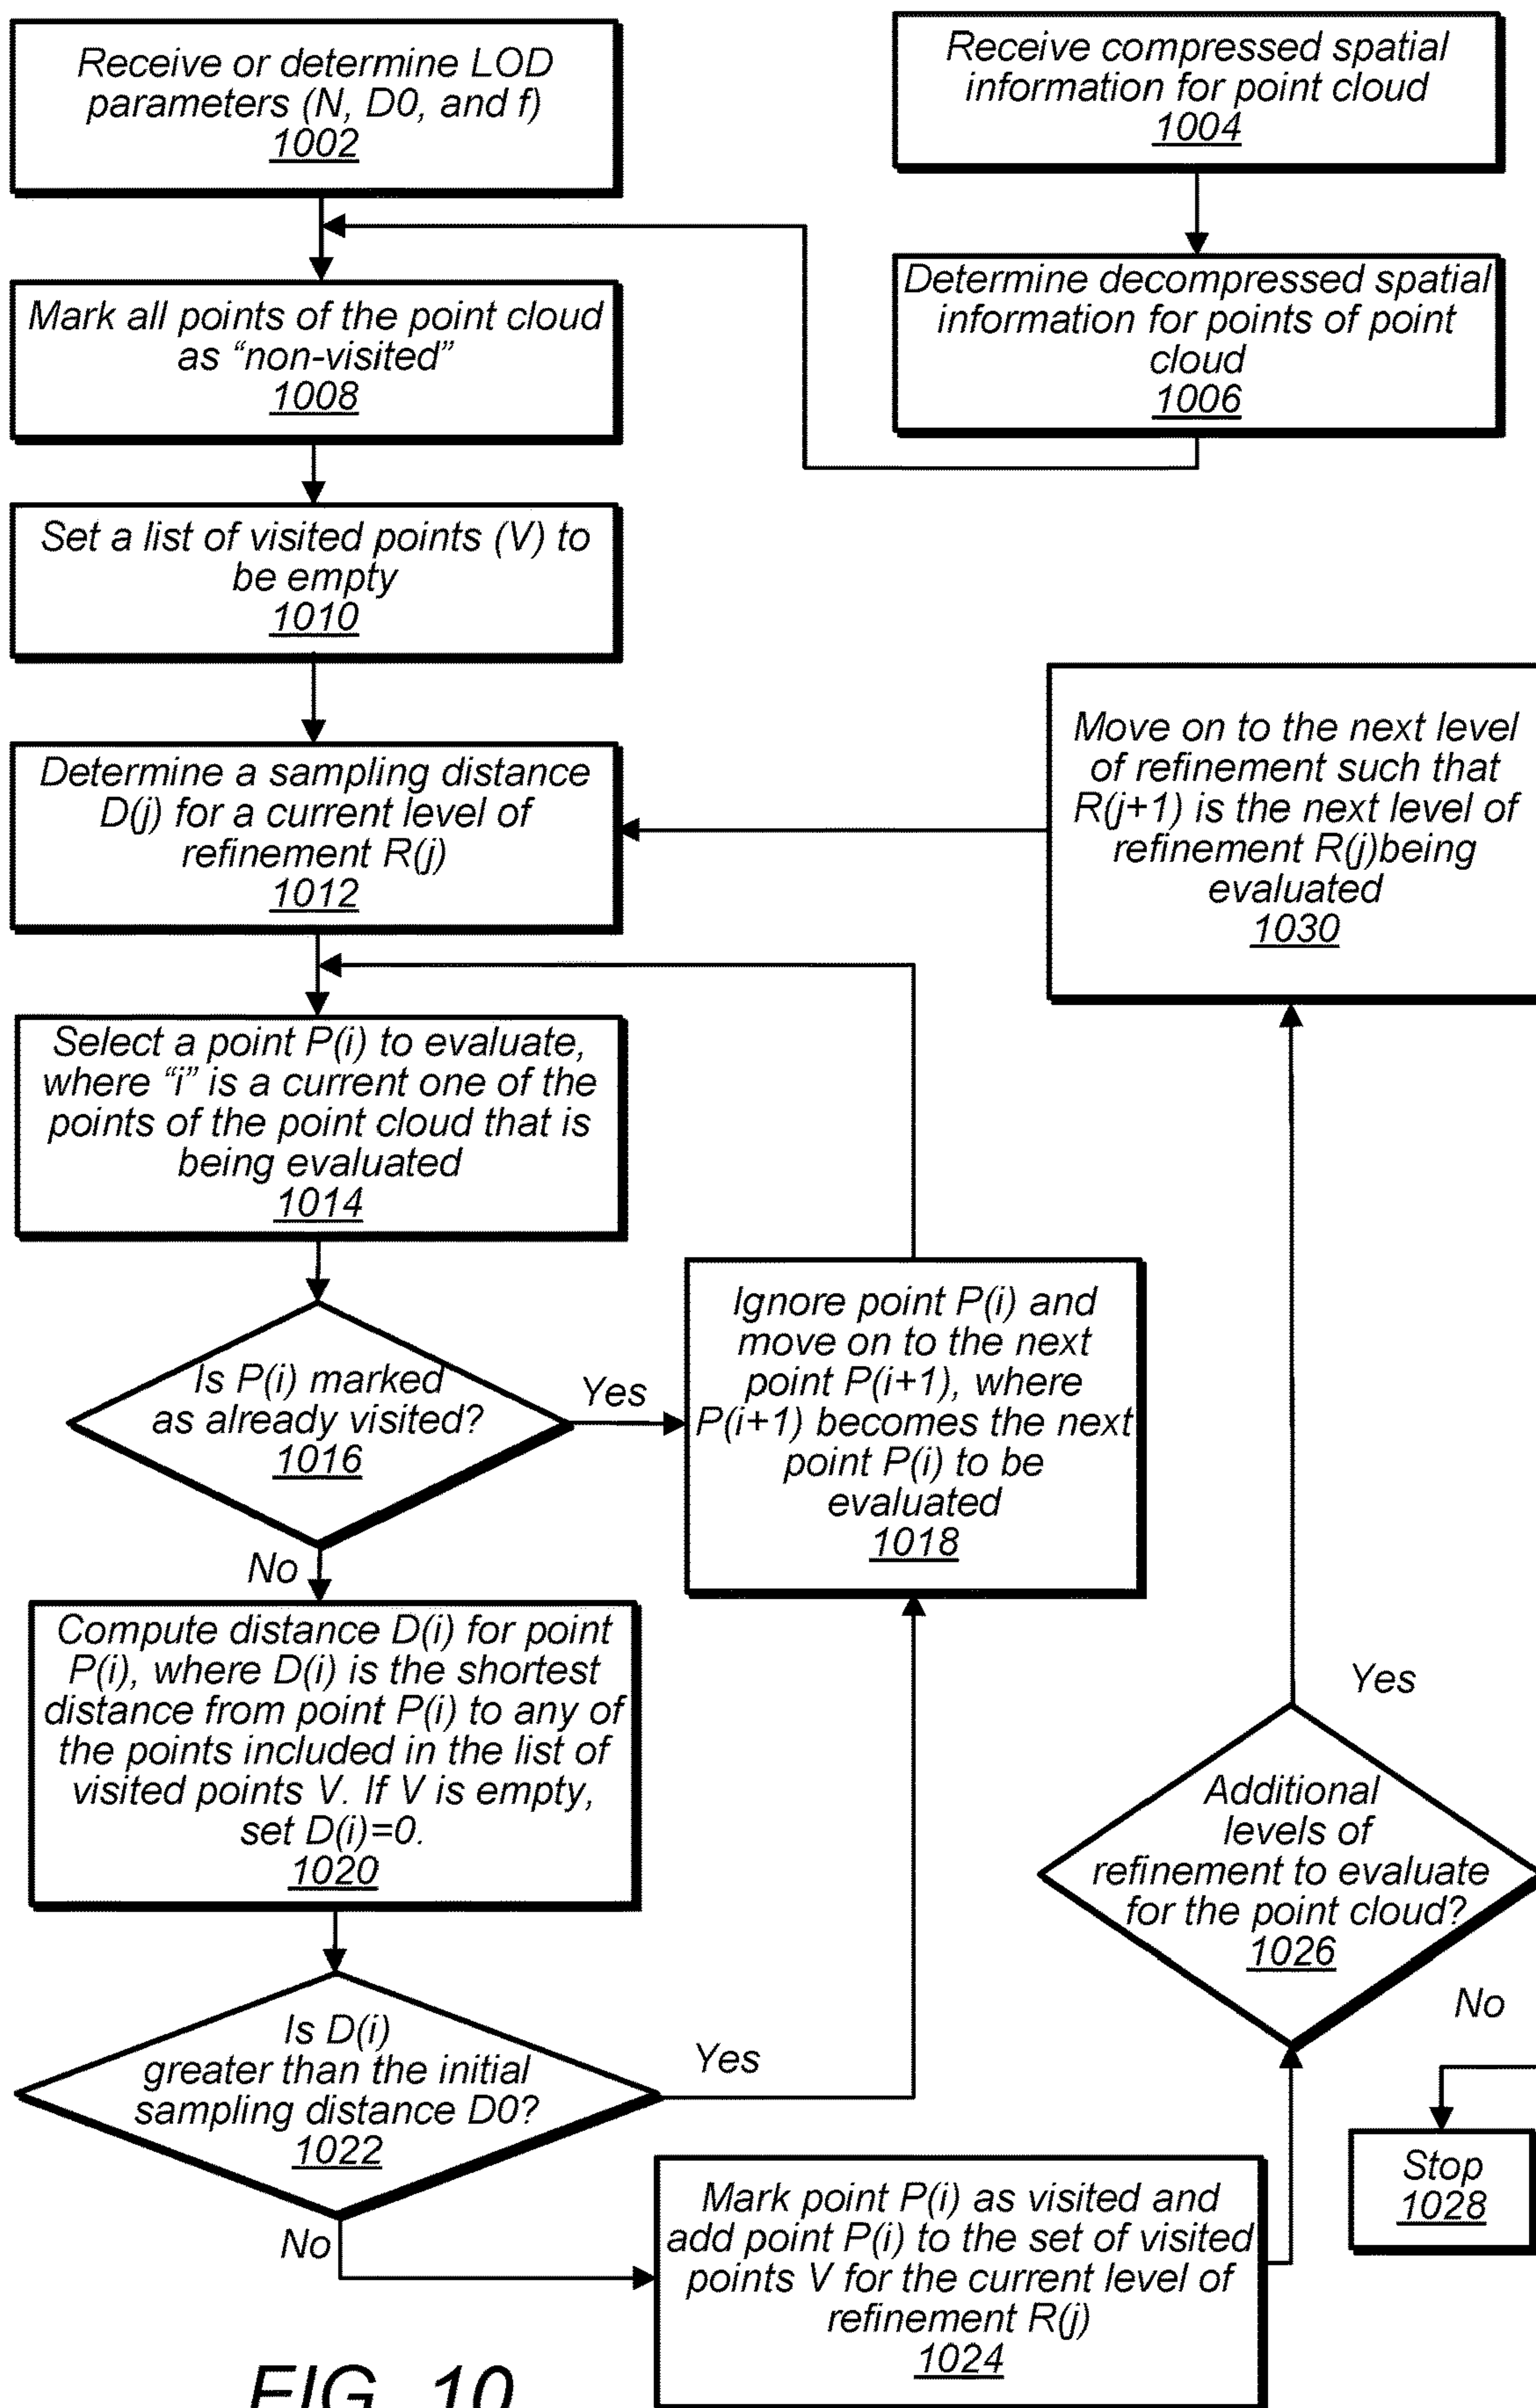 Receive or determine LOD
parameters (N, D0, and f)
1002
Receive compressed spatial
information for point cloud
1004
Determine decompressed spatial
information for points of point
cloud
1006
Mark all points of the point cloud
as “non-visited”
1008
Set a list of visited points (V) to
be empty
1010
Determine a sampling distance
D(j) for a current level of
refinement R(j)
1012
Move on to the next level
of refinement such that
R(j+1) is the next level of
refinement R(j)being
evaluated
1030
Select a point P(i) to evaluate,
where “i” is a current one of the
points of the point cloud that is
being evaluated
1014
Is P(i) marked
as already visited?
1016
Yes
No
Ignore point P(i) and
move on to the next
point P(i+1), where
P(i+1) becomes the next
point P(i) to be
evaluated
1018
Compute distance D(i) for point
P(i), where D(i) is the shortest
distance from point P(i) to any of
the points included in the list of
visited points V. If V is empty,
set D(i)=0.
1020
Is D(i)
greater than the initial
sampling distance D0?
1022
Yes
No
Mark point P(i) as visited and
add point P(i) to the set of visited
points V for the current level of
refinement R(j)
1024
Additional
levels of
refinement to evaluate
for the point cloud?
1026
Yes
No
Stop
1028
FIG. 10